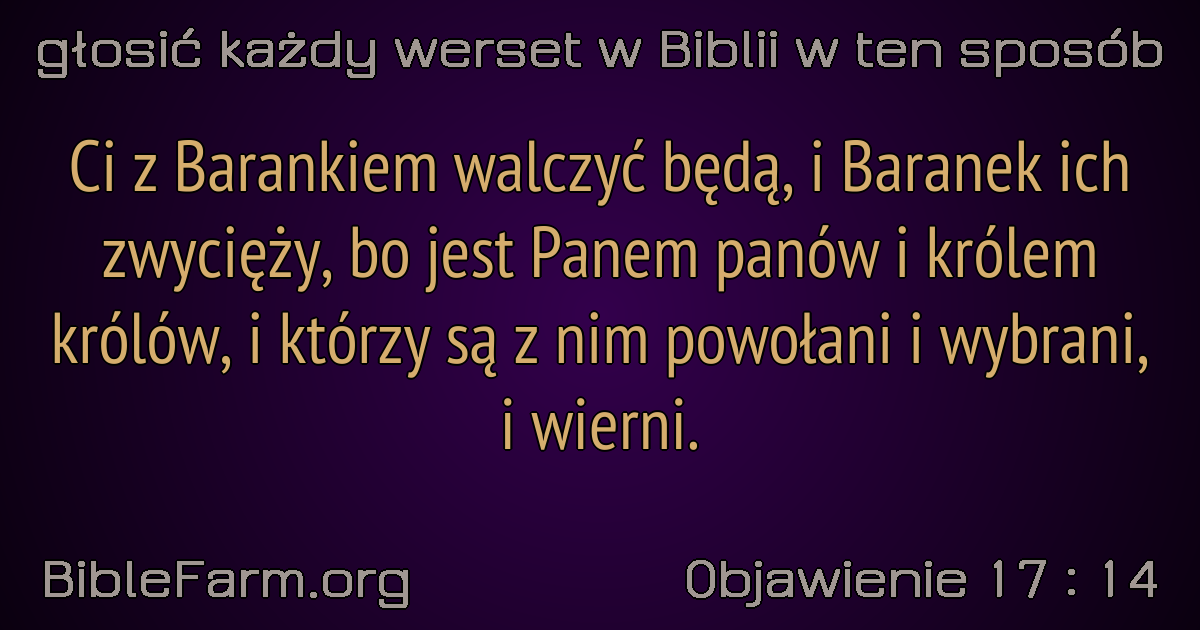 głosić każdy werset w Biblii w ten sposób
Ci z Barankiem walczyć będą, i Baranek ich
zwycięży, bo jest Panem panów i królem
królów, i którzy są z nim powołani i wybrani,
i wierni.
BibleFarm.org
Objawienie 17 : 14